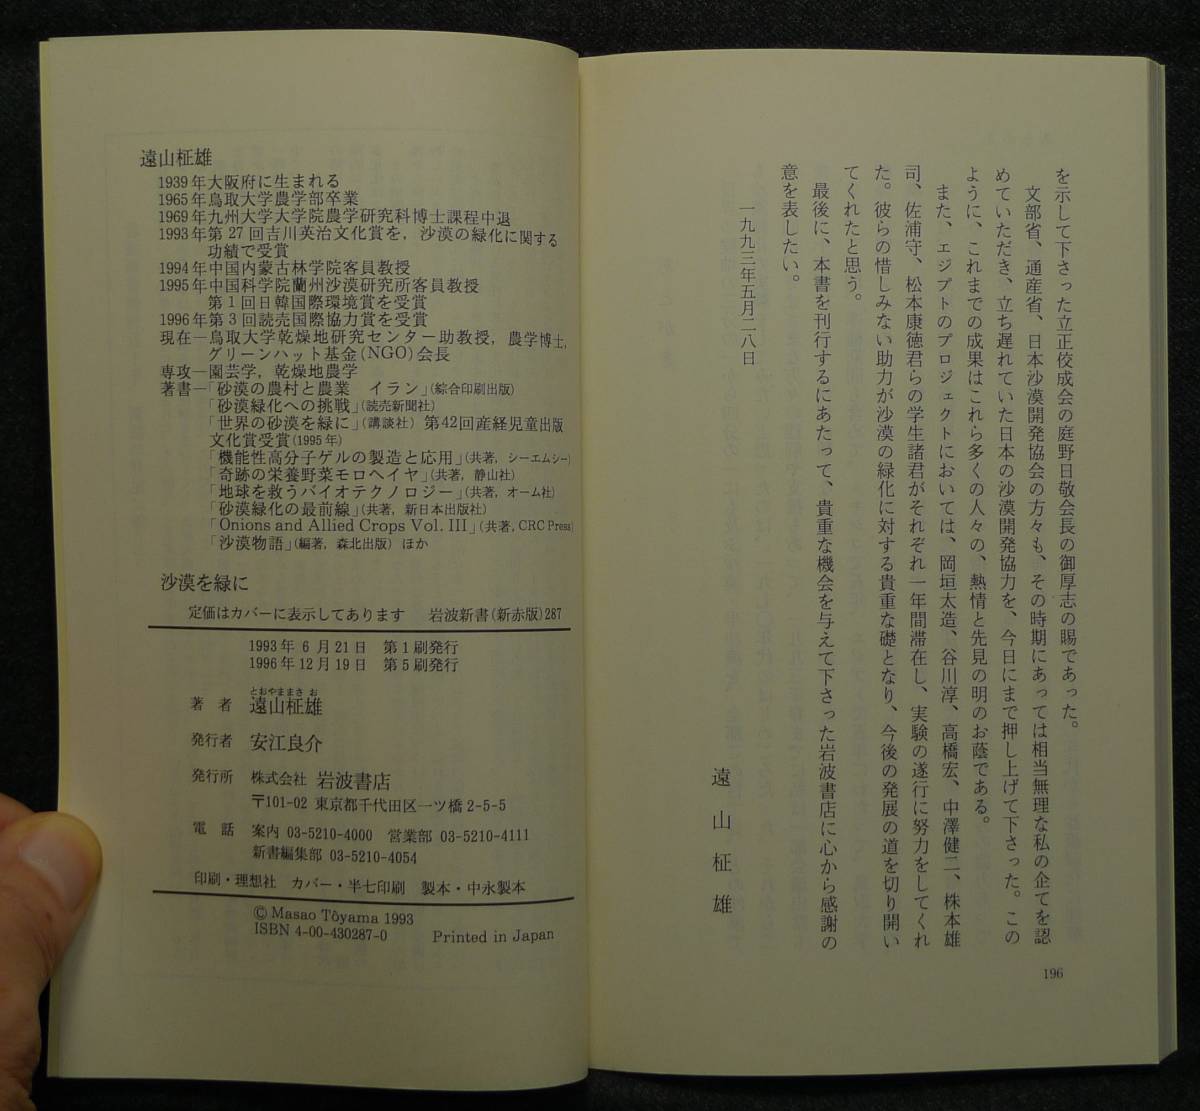 を示して下さった立正佼成会の庭野日敬会長の御厚志の賜であった。
文部省、通産省、日本沙漠開発協会の方々も、その時期にあっては相当無理な私の企てを認
めていただき、立ち遅れていた日本の沙漠開発協力を、今日にまで押し上げて下さった。この
ように、これまでの成果はこれら多くの人々の、熱情と先見の明のお蔭である。
また、エジプトのプロジェクトにおいては、岡垣太造、谷川淳、高橋宏、中澤健二、株本雄
司、佐浦守、松本康徳君らの学生諸君がそれぞれ一年間滞在し、実験の遂行に努力をしてくれ
た。彼らの惜しみない助力が沙漠の緑化に対する貴重な礎となり、今後の発展の道を切り開い
てくれたと思う。
最後に、本書を刊行するにあたって、貴重な機会を与えて下さった岩波書店に心から感謝の
意を表したい。
一九九三年五月二八日
遠山柾雄
196
遠山柾雄
1939年大阪府に生まれる
1965年鳥取大学農学部卒業
1969年九州大学大学院農学研究科博士課程中退
1993年第27回吉川英治文化賞を，沙漠の緑化に関する
功績で受賞
1994年中国内蒙古林学院客員教授
1995年中国科学院蘭州沙漠研究所客員教授
第1回日韓国際環境賞を受賞
1996年第3回読売国際協力賞を受賞
現在―鳥取大学乾燥地研究センター助教授，農学博士，
グリーンハット基金(NGO)会長
専攻―園芸学，乾燥地農学
著書―「砂漠の農村と農業　イラン」(綜合印刷出版)
「砂漠緑化への挑戦」(読売新聞社)
「世界の砂漠を緑に」(講談社) 第42回産経児童出版
文化賞受賞(1995年)
「機能性高分子ゲルの製造と応用」(共著，シーエムシー)
「奇跡の栄養野菜モロヘイヤ」(共著，静山社)
「地球を救うバイオテクノロジー」(共著，オーム社)
「砂漠緑化の最前線」(共著，新日本出版社)
「Onions and Allied Crops Vol. III」(共著, CRC Press)
「沙漠物語」(編著，森北出版) ほか
沙漠を緑に
定価はカバーに表示してあります　岩波新書(新赤版)287
1993年6月21日　第1刷発行
1996年12月19日　第5刷発行
とおやままさお
著者　遠山柾雄
発行者　安江良介
発行所　株式会社 岩波書店
〒101-02 東京都千代田区一ツ橋2-5-5
電話　案内 03-5210-4000　営業部 03-5210-4111
新書編集部 03-5210-4054
印刷・理想社　カバー・半七印刷　製本・中永製本
© Masao Tôyama 1993
ISBN 4-00-430287-0　Printed in Japan